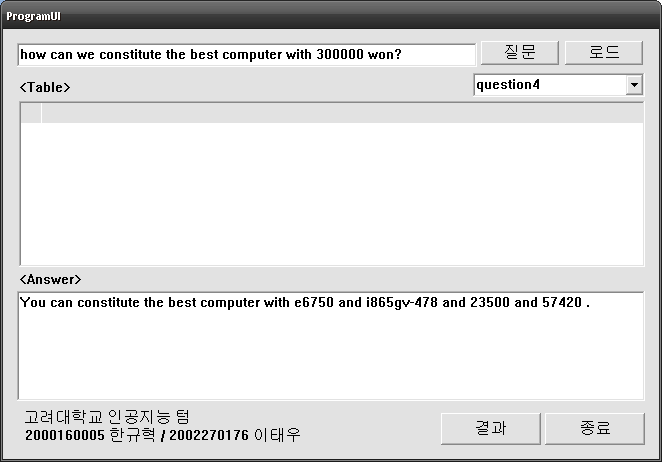 ProgramUI
how can we constitute the best computer with 300000 won?
질문
로드
<Table>
question4
<Answer>
You can constitute the best computer with e6750 and i865gv-478 and 23500 and 57420 .
고려대학교 인공지능 텀
2000160005 한규혁 / 2002270176 이태우
결과
종료